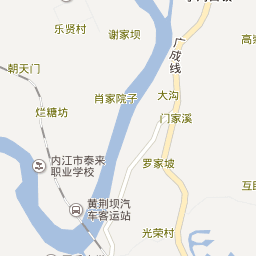 乐贤村
谢家坝
高
广成线
朝天门
肖家院子
大沟
烂糖坊
门家溪
内江市泰来
职业学校
罗家坡
互
黄荆坝汽
车客运站
光荣村